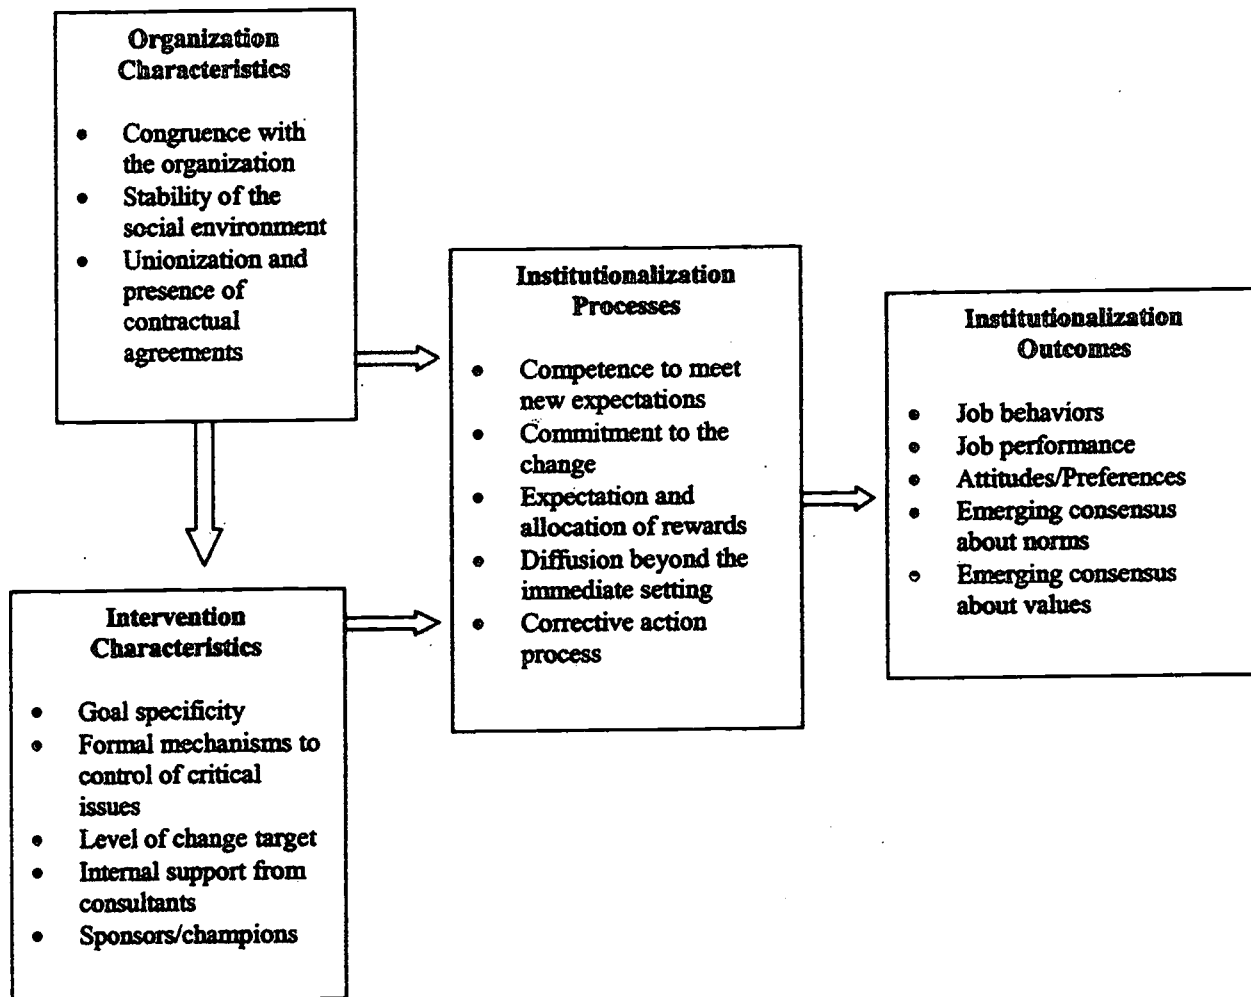 Organization
Characteristics
• Congruence with
the organization
• Stability of the
social environment
• Unionization and
presence of
contractual
agreements
Intervention
Characteristics
• Goal specificity
• Formal mechanisms to
control of critical
issues
• Level of change target
• Internal support from
consultants
• Sponsors/champions
Institutionalization
Processes
• Competence to meet
new expectations
• Commitment to the
change
• Expectation and
allocation of rewards
• Diffusion beyond the
immediate setting
• Corrective action
process
Institutionalization
Outcomes
• Job behaviors
• Job performance
• Attitudes/Preferences
• Emerging consensus
about norms
• Emerging consensus
about values